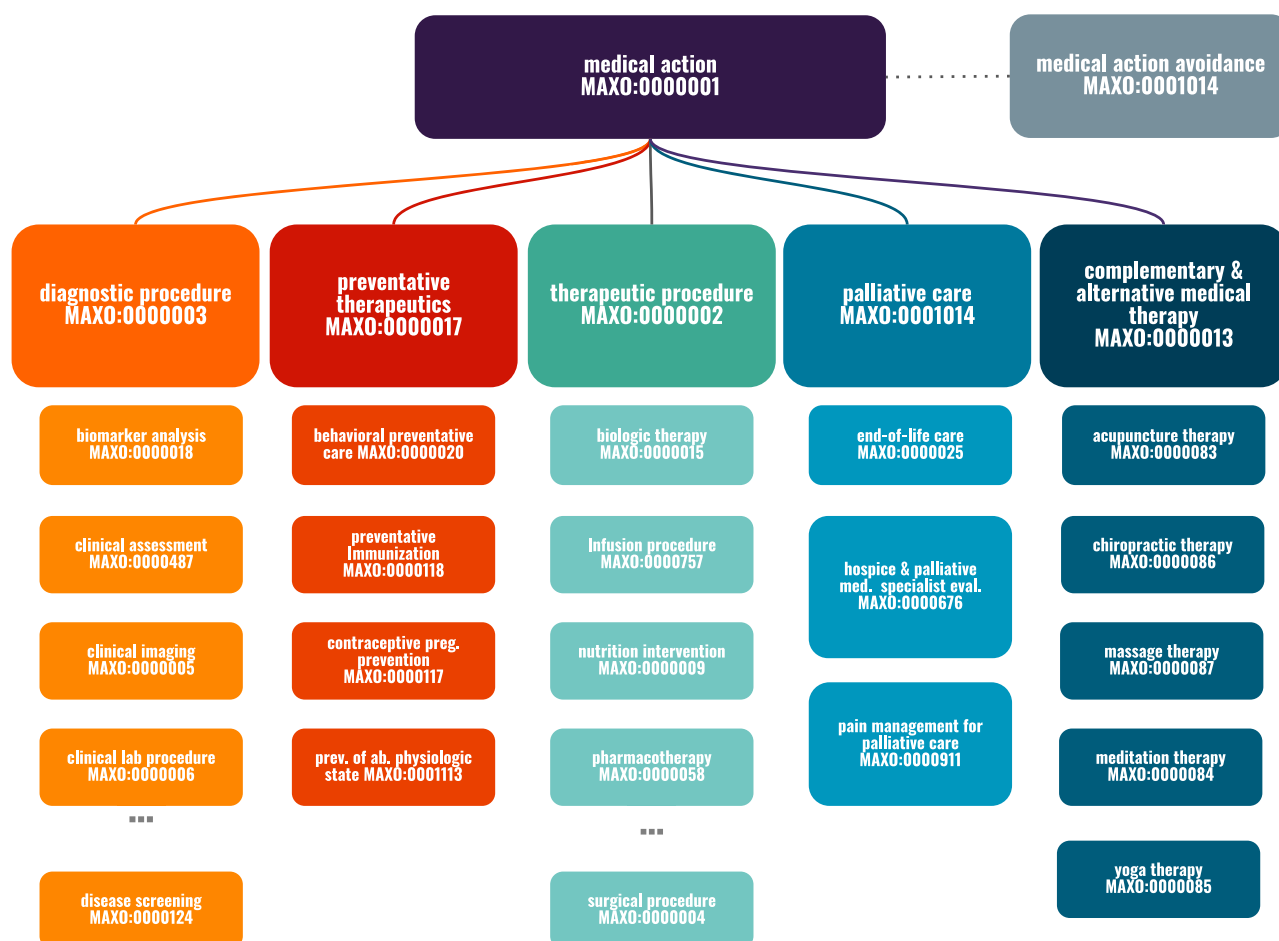 medical action
MAXO:0000001
medical action avoidance
MAXO:0001014
diagnostic procedure
MAXO:0000003
preventative
therapeutics
MAXO:0000017
therapeutic procedure
MAXO:0000002
palliative care
MAXO:0001014
complementary &
alternative medical
therapy
MAXO:0000013
biomarker analysis
MAXO:0000018
behavioral preventative
care MAXO:0000020
biologic therapy
MAXO:0000015
end-of-life care
MAXO:0000025
acupuncture therapy
MAXO:0000083
clinical assessment
MAXO:0000487
preventative
Immunization
MAXO:0000118
Infusion procedure
MAXO:0000757
hospice & palliative
med. specialist eval.
MAXO:0000676
chiropractic therapy
MAXO:0000086
clinical imaging
MAXO:0000005
contraceptive preg.
prevention
MAXO:0000117
nutrition intervention
MAXO:0000009
massage therapy
MAXO:0000087
clinical lab procedure
MAXO:0000006
prev. of ab. physiologic
state MAXO:0001113
pharmacotherapy
MAXO:0000058
pain management for
palliative care
MAXO:0000911
meditation therapy
MAXO:0000084
...
...
disease screening
MAXO:0000124
surgical procedure
MAXO:0000004
yoga therapy
MAXO:0000085